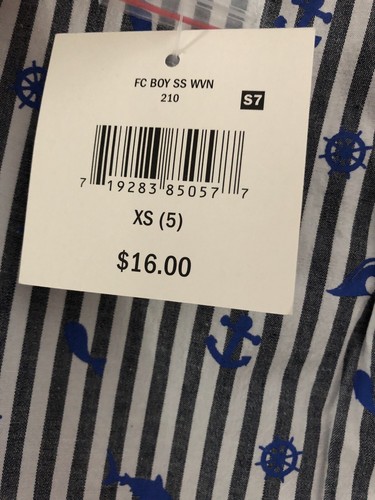 FC BOY SS WVN
210
S7
7 19283 85057 7
XS (5)
$16.00